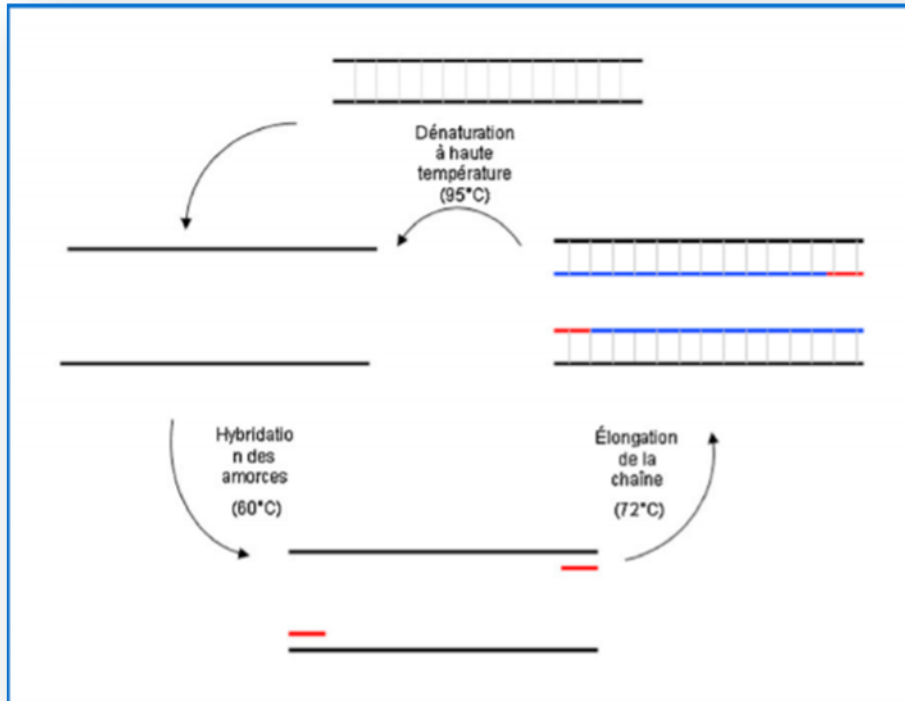 Dénaturation
à haute
température
(95°C)
Hybridatio
n des
amorces
(60°C)
Élongation
de la
chaîne
(72°C)